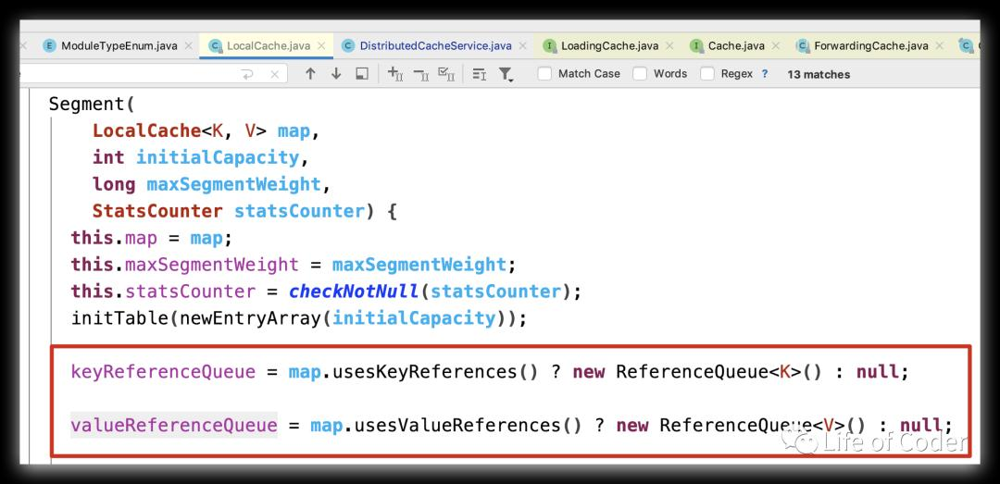 ModuleTypeEnum.java LocalCache.java DistributedCacheService.java LoadingCache.java Cache.java ForwardingCache.java
Match Case Words Regex ? 13 matches
Segment(
LocalCache<K, V> map,
int initialCapacity,
long maxSegmentWeight,
StatsCounter statsCounter) {
this.map = map;
this.maxSegmentWeight = maxSegmentWeight;
this.statsCounter = checkNotNull(statsCounter);
initTable(newEntryArray(initialCapacity));
keyReferenceQueue = map.usesKeyReferences() ? new ReferenceQueue<K>() : null;
valueReferenceQueue = map.usesValueReferences() ? new ReferenceQueue<V>() : null;
Life of Coder